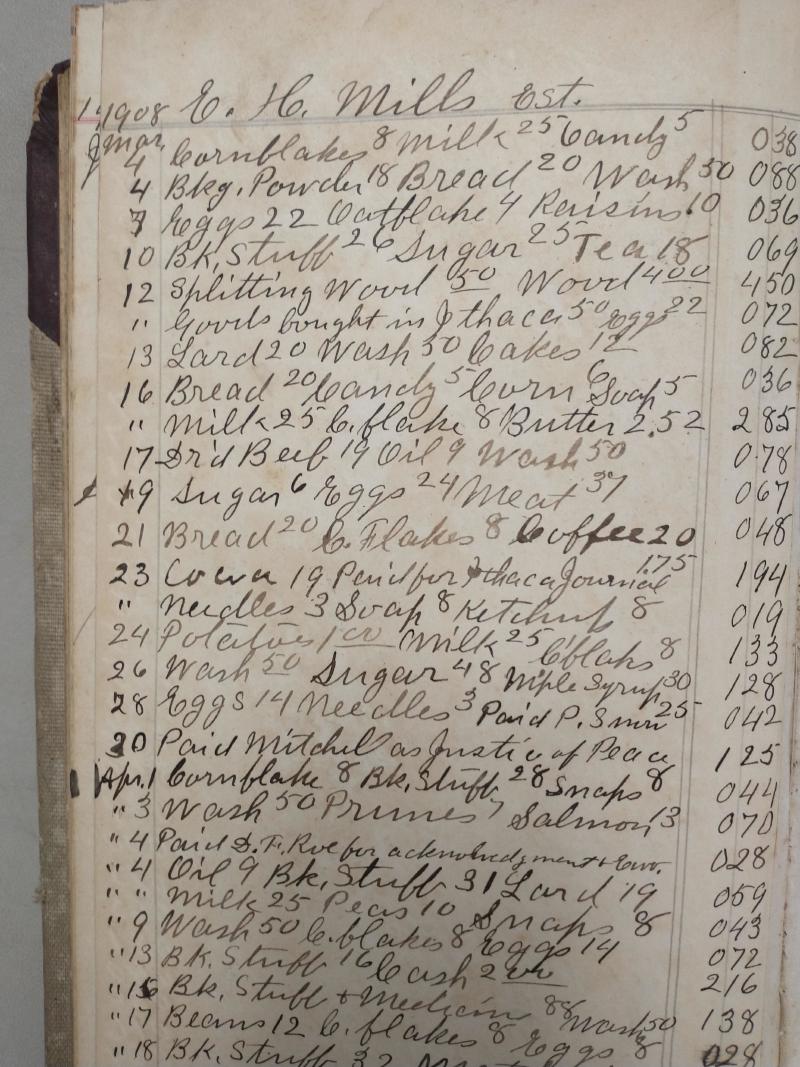 1908 E. H. Mills Est.
Mar.
4 Cornflakes 8 Milk 25 Candy 5 038
4 Bkg. Powder 18 Bread 20 Wash 50 088
7 Eggs 22 Oatflake 4 Raisins 10 036
10 Bk. Stuff 26 Sugar 25 Tea 18 069
12 Splitting Wood 50 Wood 400 450
" Goods bought in Ithaca 50 Eggs 22 072
13 Lard 20 Wash 50 Cakes 12 082
16 Bread 20 Candy 5 Corn 6 Soap 5 036
" Milk 25 C. flake 8 Butter 2.52 285
17 Dr'd Beef 19 Oil 9 Wash 50 078
19 Sugar 6 Eggs 24 Meat 37 067
21 Bread 20 C. Flakes 8 Coffee 20 048
23 Cocoa 19 Paid for Ithaca Journal 175 194
" Needles 3 Soap 8 Ketchup 8 019
24 Potatoes 1 00 Milk 25 C flaks 8 133
26 Wash 50 Sugar 48 Mple Syrup 30 128
28 Eggs 14 Needles 3 Paid P. 25 042
30 Paid Mitchel as Justic of Peace 125
Apr. 1 Cornflake 8 Bk. Stuff 28 Snaps 8 044
" 3 Wash 50 Prunes 7 Salmon 13 070
" 4 Paid D. F. for acknowledgment + 028
" 4 Oil 9 Bk. Stuff 31 Lard 19 059
" " Milk 25 Peas 10 Snaps 8 043
" 9 Wash 50 C. flakes 8 Eggs 14 072
" 13 Bk. Stuff 16 Cash 2 00 216
" 15 Bk. Stuff + Medicin 88 Wash 50 138
" 17 Beans 12 C. flakes 8 Eggs 8 028
" 18 Bk. Stuff 32